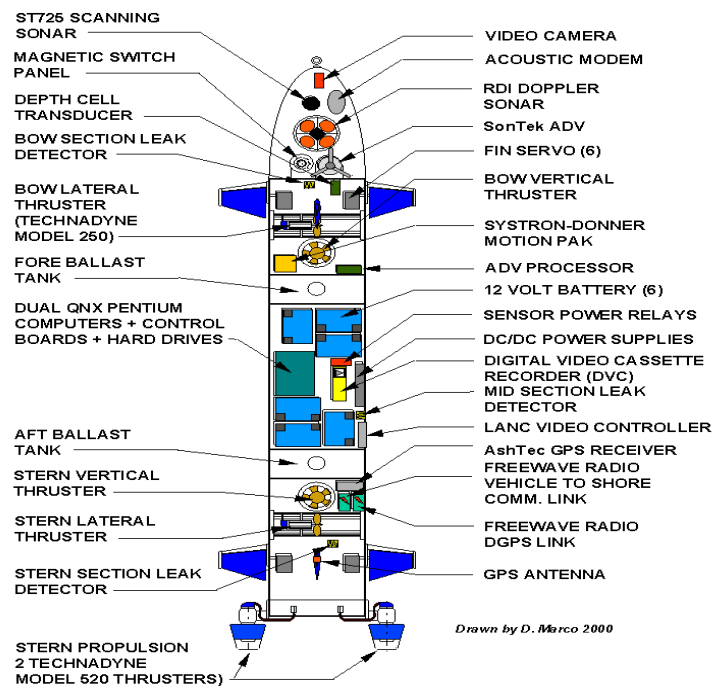 ST725 SCANNING
SONAR
MAGNETIC SWITCH
PANEL
DEPTH CELL
TRANSDUCER
BOW SECTION LEAK
DETECTOR
BOW LATERAL
THRUSTER
(TECHNADYNE
MODEL 250)
FORE BALLAST
TANK
DUAL QNX PENTIUM
COMPUTERS + CONTROL
BOARDS + HARD DRIVES
AFT BALLAST
TANK
STERN VERTICAL
THRUSTER
STERN LATERAL
THRUSTER
STERN SECTION LEAK
DETECTOR
STERN PROPULSION
2 TECHNADYNE
MODEL 520 THRUSTERS)
VIDEO CAMERA
ACOUSTIC MODEM
RDI DOPPLER
SONAR
SonTek ADV
FIN SERVO (6)
BOW VERTICAL
THRUSTER
SYSTRON-DONNER
MOTION PAK
ADV PROCESSOR
12 VOLT BATTERY (6)
SENSOR POWER RELAYS
DC/DC POWER SUPPLIES
DIGITAL VIDEO CASSETTE
RECORDER (DVC)
MID SECTION LEAK
DETECTOR
LANC VIDEO CONTROLLER
AshTec GPS RECEIVER
FREEWAVE RADIO
VEHICLE TO SHORE
COMM. LINK
FREEWAVE RADIO
DGPS LINK
GPS ANTENNA
Drawn by D. Marco 2000